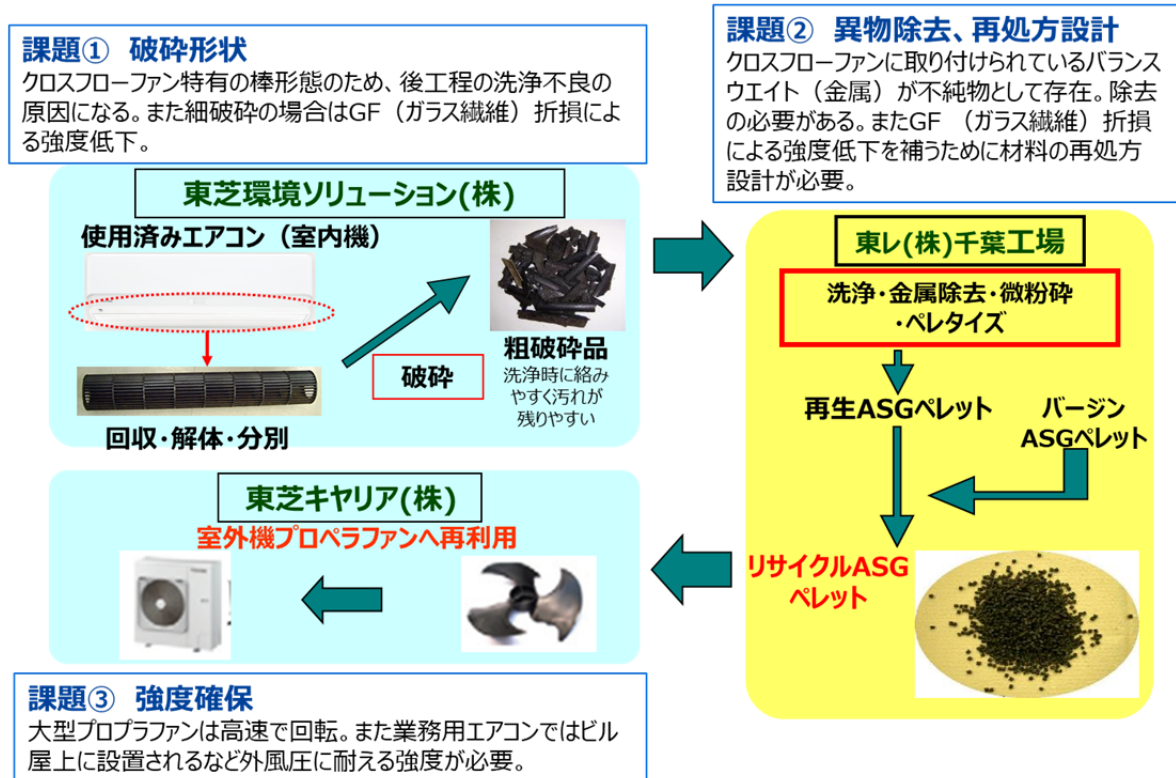 課題① 破砕形状
クロスフローファン特有の棒形態のため、後工程の洗浄不良の
原因になる。また細破砕の場合はGF（ガラス繊維）折損によ
る強度低下。
課題② 異物除去、再処方設計
クロスフローファンに取り付けられているバランス
ウエイト（金属）が不純物として存在。除去
の必要がある。またGF （ガラス繊維）折損
による強度低下を補うために材料の再処方
設計が必要。
東芝環境ソリューション(株)
使用済みエアコン（室内機）
回収・解体・分別
破砕
粗破砕品
洗浄時に絡み
やすく汚れが
残りやすい
東レ(株)千葉工場
洗浄・金属除去・微粉砕
・ペレタイズ
再生ASGペレット
バージン
ASGペレット
リサイクルASG
ペレット
東芝キヤリア(株)
室外機プロペラファンへ再利用
課題③ 強度確保
大型プロプラファンは高速で回転。また業務用エアコンではビル
屋上に設置されるなど外風圧に耐える強度が必要。